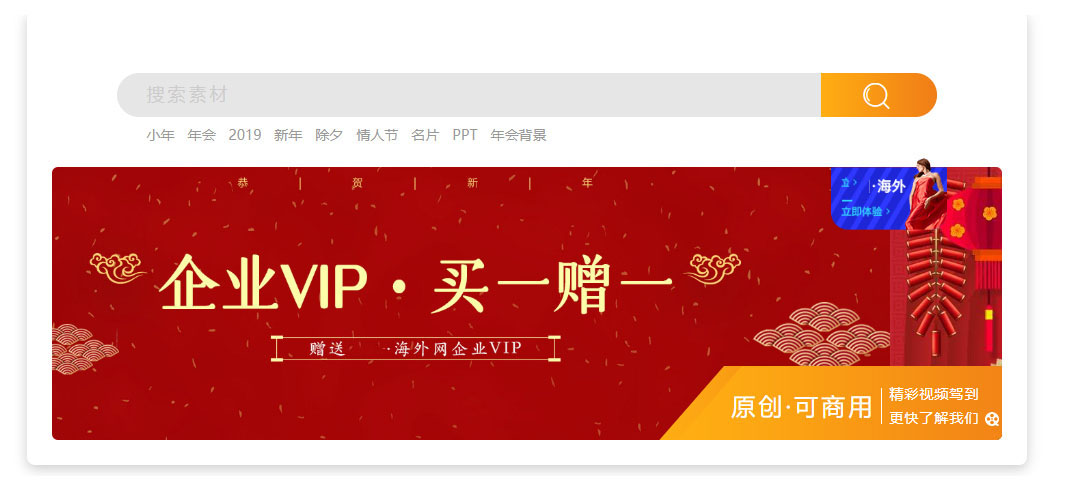 搜索素材
小年 年会 2019 新年 除夕 情人节 名片 PPT 年会背景
恭 | 贺 | 新 | 年
·海外
立即体验 >
企业VIP·买一赠一
赠送 ·海外网企业VIP
原创·可商用
精彩视频驾到
更快了解我们